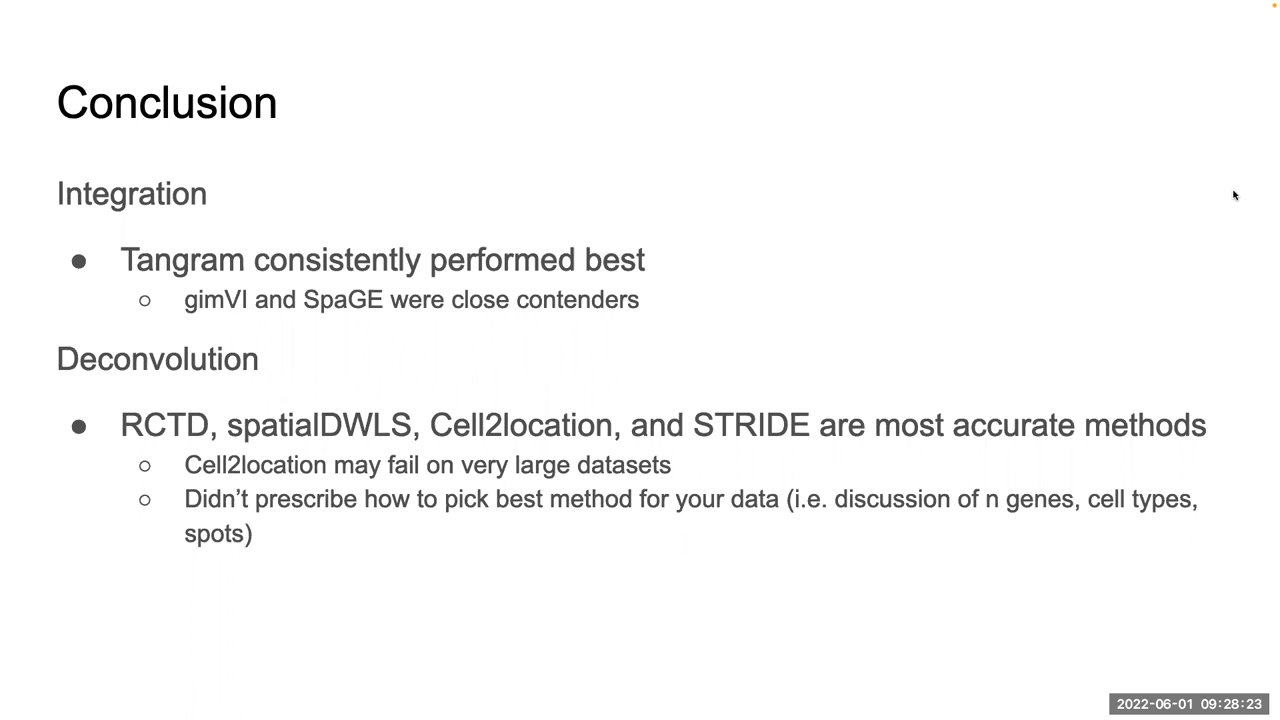 Conclusion
Integration
● Tangram consistently performed best
○ gimVI and SpaGE were close contenders
Deconvolution
● RCTD, spatialDWLS, Cell2location, and STRIDE are most accurate methods
○ Cell2location may fail on very large datasets
○ Didn’t prescribe how to pick best method for your data (i.e. discussion of n genes, cell types,
spots)
2022-06-01 09:28:23